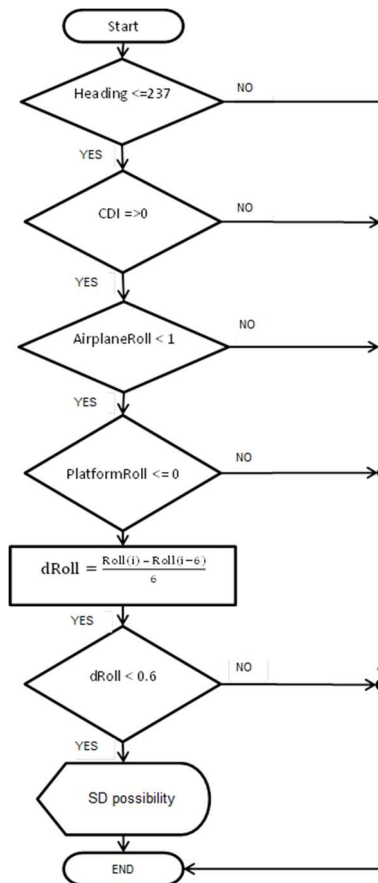 Start
Heading <=237
NO
YES
CDI =>0
NO
YES
AirplaneRoll < 1
NO
YES
PlatformRoll <= 0
NO
dRoll = Roll(i)−Roll(i−6)
6
YES
dRoll < 0.6
NO
YES
SD possibility
END